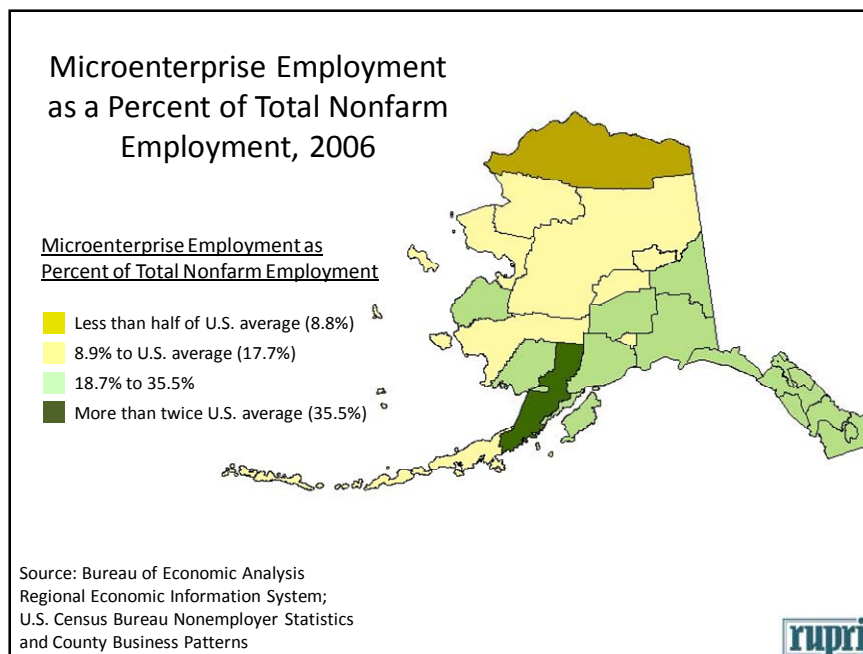 Microenterprise Employment
as a Percent of Total Nonfarm
Employment, 2006
Microenterprise Employment as
Percent of Total Nonfarm Employment
Less than half of U.S. average (8.8%)
8.9% to U.S. average (17.7%)
18.7% to 35.5%
More than twice U.S. average (35.5%)
Source: Bureau of Economic Analysis
Regional Economic Information System;
U.S. Census Bureau Nonemployer Statistics
and County Business Patterns
rupri